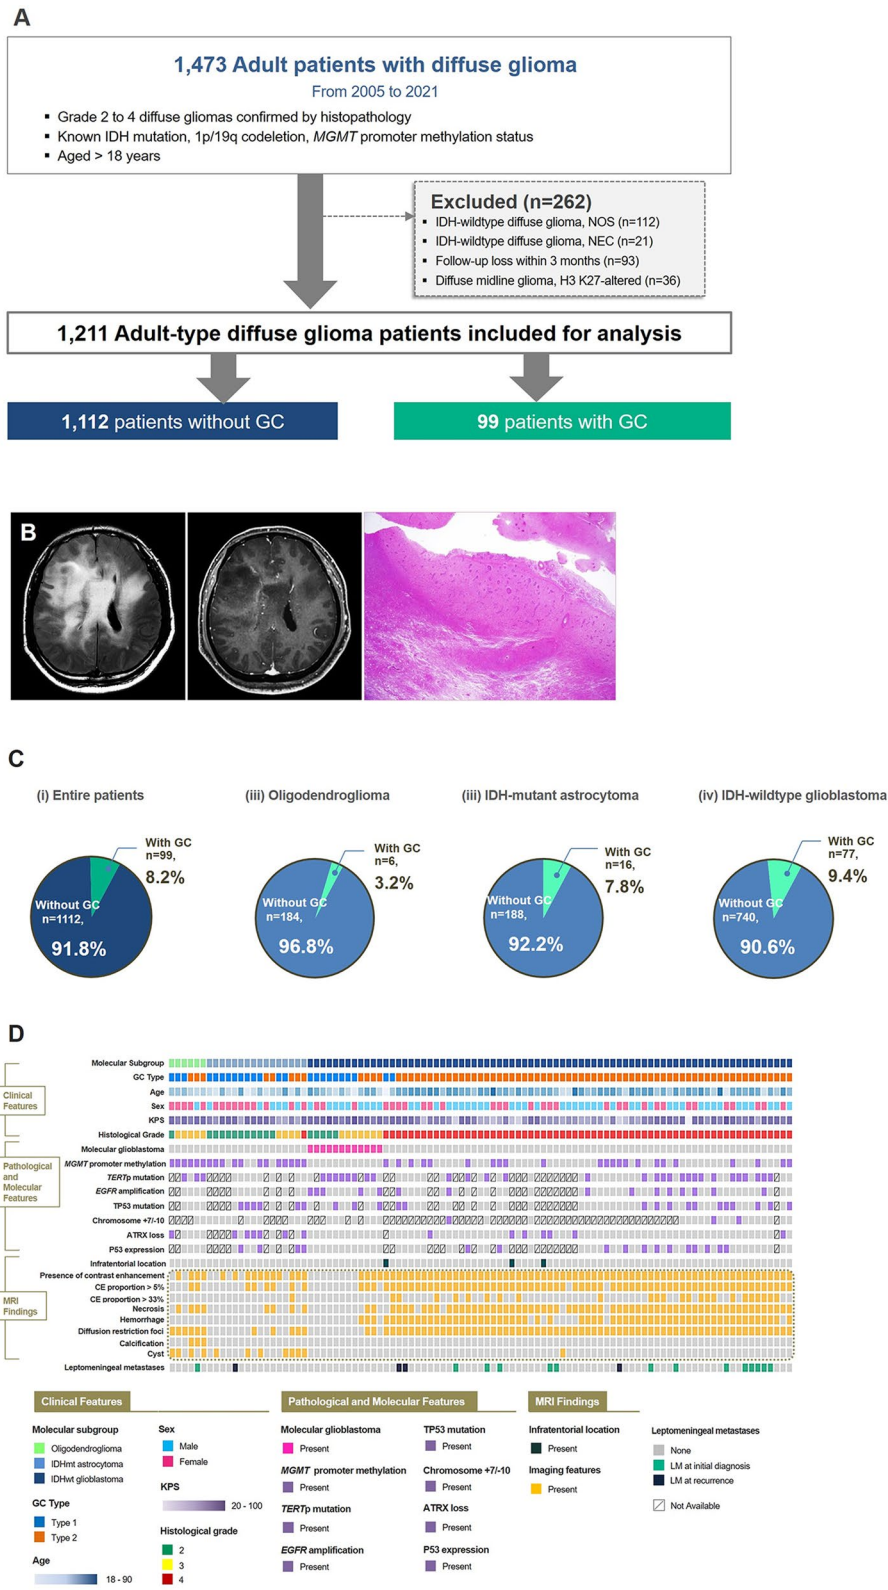 A
1,473 Adult patients with diffuse glioma
From 2005 to 2021
▪ Grade 2 to 4 diffuse gliomas confirmed by histopathology
▪ Known IDH mutation, 1p/19q codeletion, MGMT promoter methylation status
▪ Aged > 18 years
Excluded (n=262)
▪ IDH-wildtype diffuse glioma, NOS (n=112)
▪ IDH-wildtype diffuse glioma, NEC (n=21)
▪ Follow-up loss within 3 months (n=93)
▪ Diffuse midline glioma, H3 K27-altered (n=36)
1,211 Adult-type diffuse glioma patients included for analysis
1,112 patients without GC
99 patients with GC
B
C
(i) Entire patients
(iii) Oligodendroglioma
(iii) IDH-mutant astrocytoma
(iv) IDH-wildtype glioblastoma
With GC
n=99,
8.2%
Without GC
n=1112,
91.8%
With GC
n=6,
3.2%
Without GC
n=184,
96.8%
With GC
n=16,
7.8%
Without GC
n=188,
92.2%
With GC
n=77,
9.4%
Without GC
n=740,
90.6%
D
Clinical
Features
Molecular Subgroup
GC Type
Age
Sex
KPS
Histological Grade
Pathological
and
Molecular
Features
Molecular glioblastoma
MGMT promoter methylation
TERTp mutation
EGFR amplification
TP53 mutation
Chromosome +7/-10
ATRX loss
P53 expression
MRI
Findings
Infratentorial location
Presence of contrast enhancement
CE proportion > 5%
CE proportion > 33%
Necrosis
Hemorrhage
Diffusion restriction foci
Calcification
Cyst
Leptomeningeal metastases
Clinical Features
Molecular subgroup
Oligodendroglioma
IDHmt astrocytoma
IDHwt glioblastoma
GC Type
Type 1
Type 2
Age
18 - 90
Sex
Male
Female
KPS
20 - 100
Histological grade
2
3
4
Pathological and Molecular Features
Molecular glioblastoma
Present
MGMT promoter methylation
Present
TERTp mutation
Present
EGFR amplification
Present
TP53 mutation
Present
Chromosome +7/-10
Present
ATRX loss
Present
P53 expression
Present
MRI Findings
Infratentorial location
Present
Imaging features
Present
Leptomeningeal metastases
None
LM at initial diagnosis
LM at recurrence
Not Available